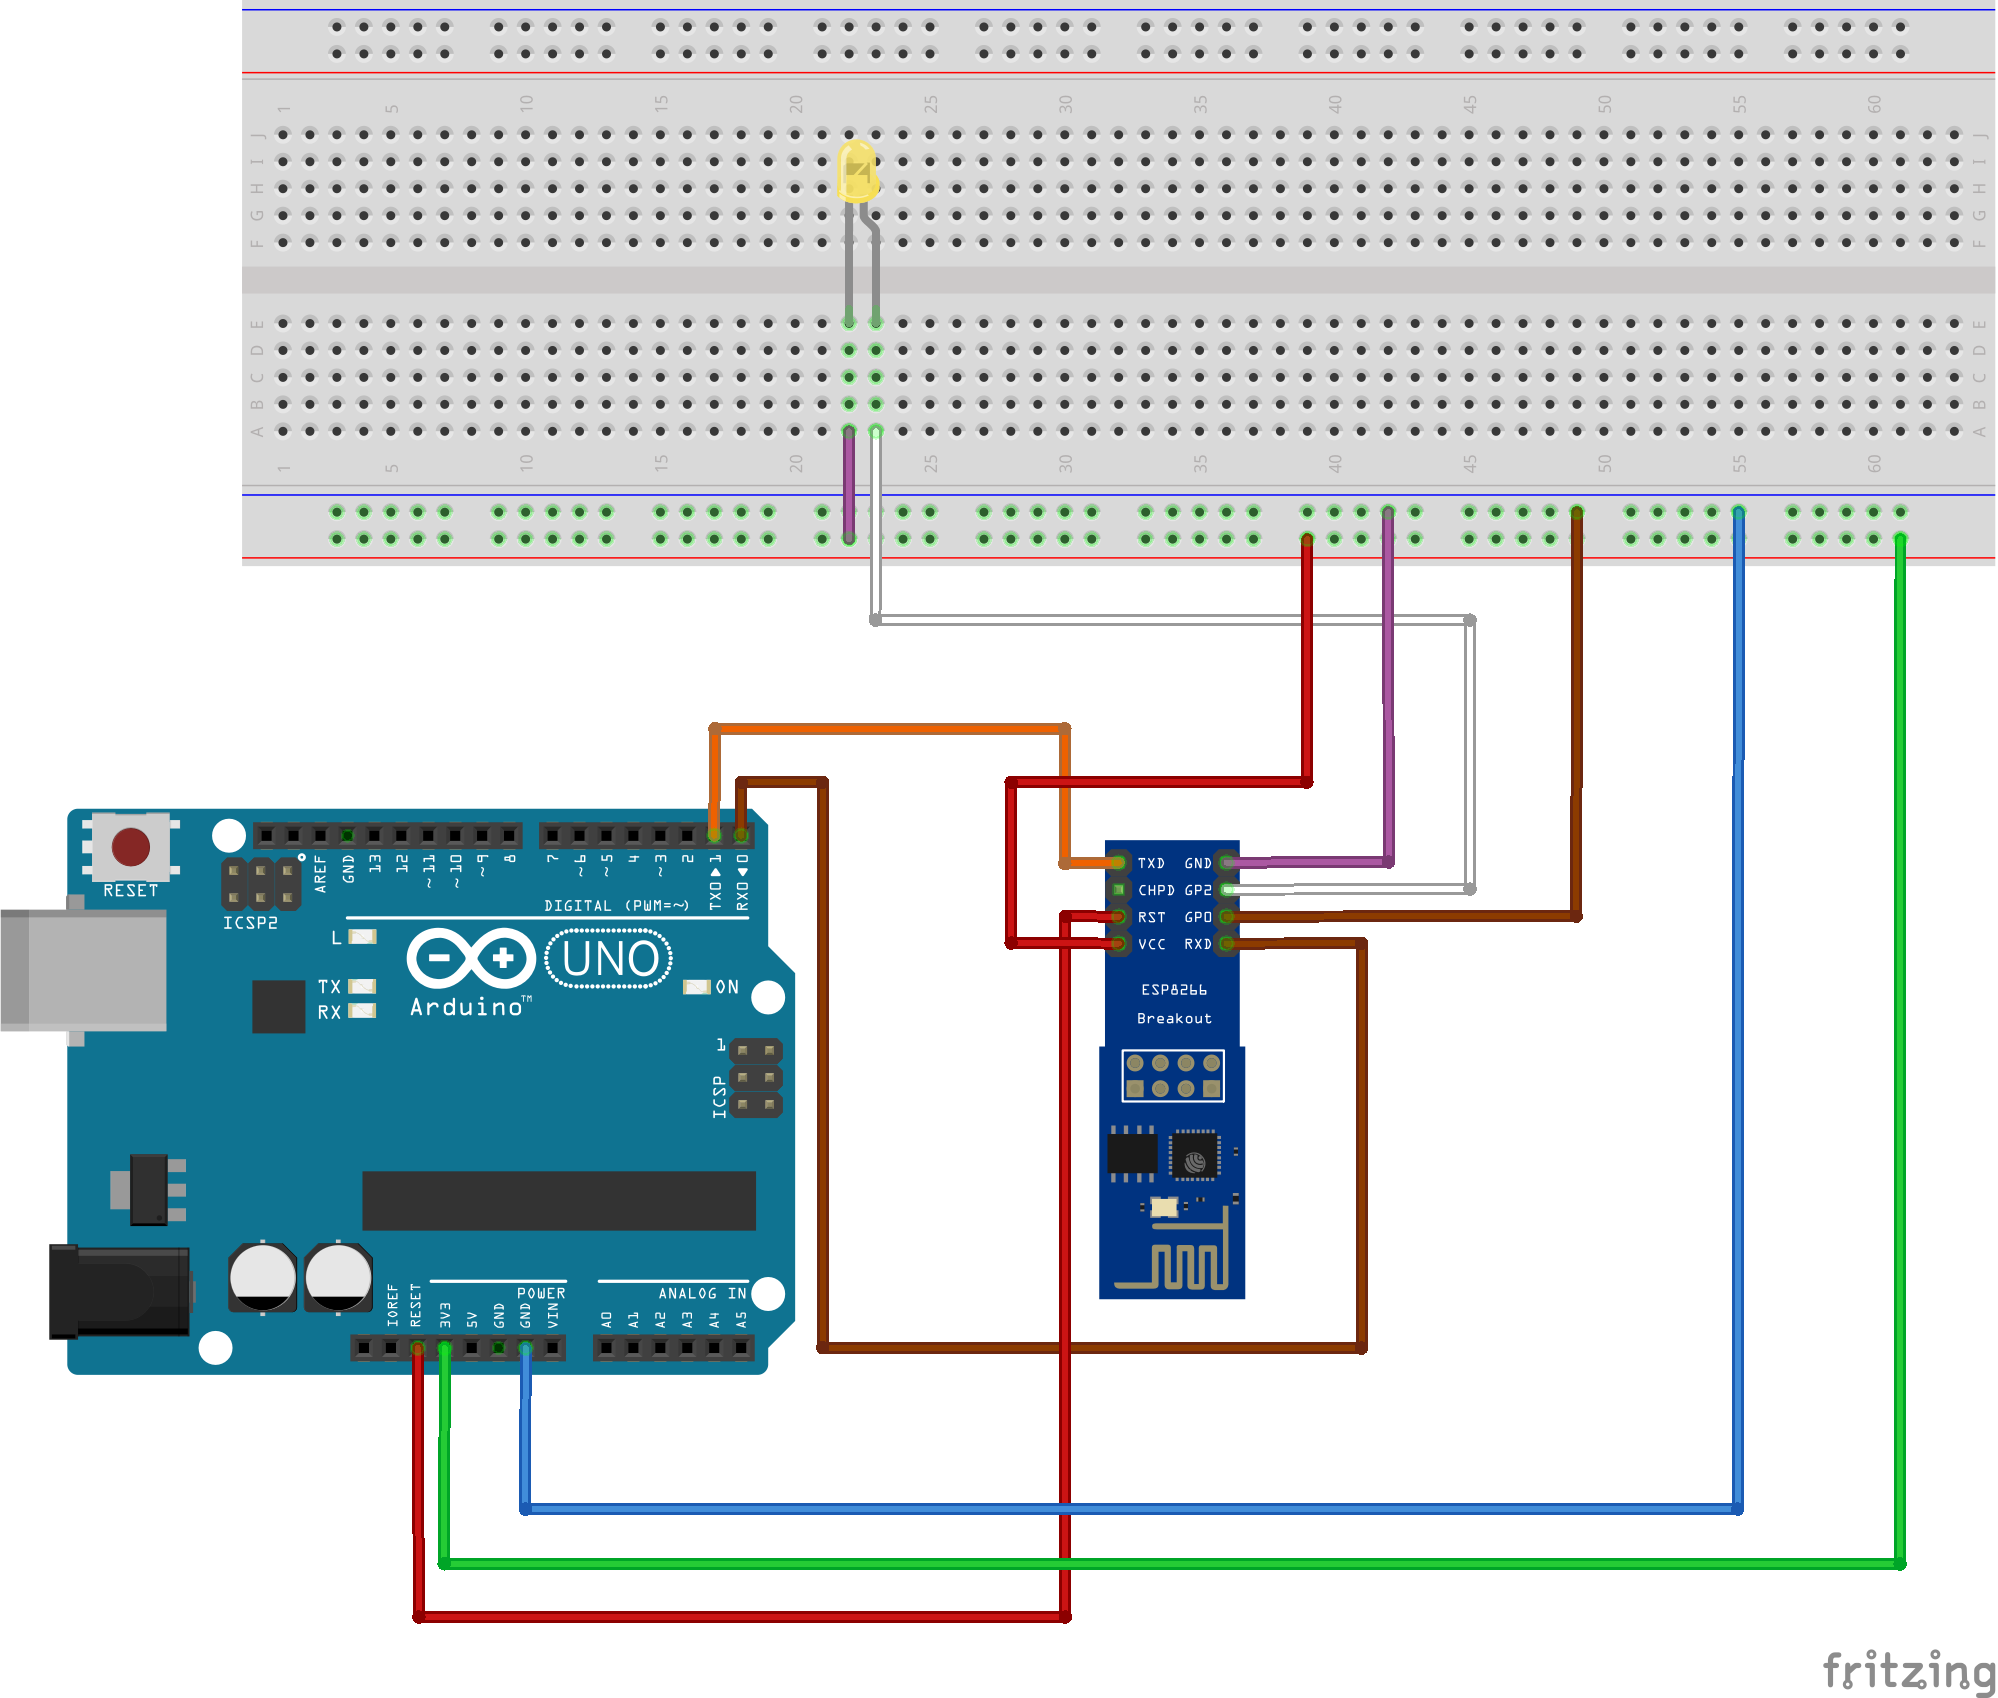 1 5 10 15 20 25 30 35 40 45 50 55 60
J J
I I
H H
G G
F F
E E
D D
C C
B B
A A
1 5 10 15 20 25 30 35 40 45 50 55 60
RESET
ICSP2
AREF GND 13 12 ~11 ~10 ~9 8 7 ~6 ~5 4 ~3 2 TX0▶1 RX0◀0
DIGITAL (PWM=~)
L
TX
RX
UNO
Arduino™
ON
1
ICSP
TXD GND
CHPD GP2
RST GP0
VCC RXD
ESP8266
Breakout
POWER ANALOG IN
IOREF RESET 3V3 5V GND GND VIN A0 A1 A2 A3 A4 A5
fritzing